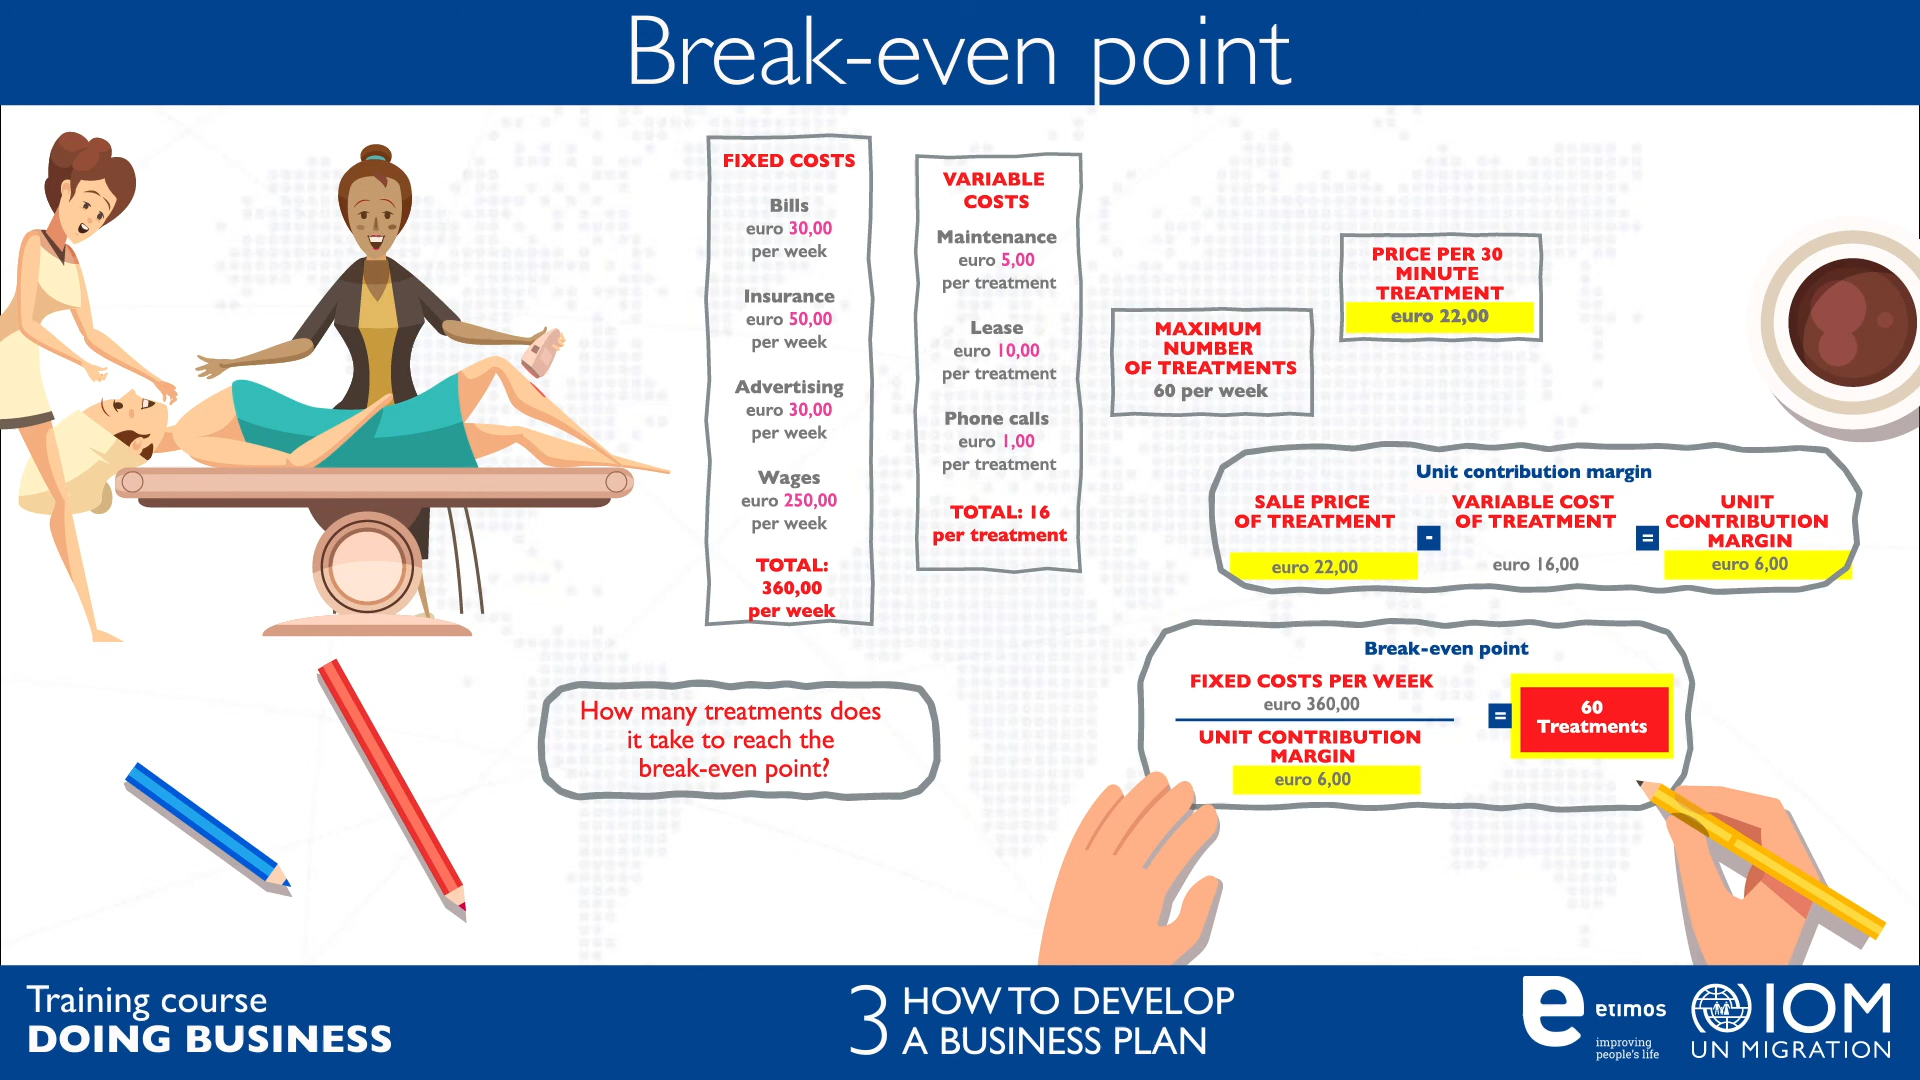 Break-even point
FIXED COSTS
Bills
euro 30,00
per week
Insurance
euro 50,00
per week
Advertising
euro 30,00
per week
Wages
euro 250,00
per week
TOTAL:
360,00
per week
VARIABLE
COSTS
Maintenance
euro 5,00
per treatment
Lease
euro 10,00
per treatment
Phone calls
euro 1,00
per treatment
TOTAL: 16
per treatment
MAXIMUM
NUMBER
OF TREATMENTS
60 per week
PRICE PER 30
MINUTE
TREATMENT
euro 22,00
Unit contribution margin
SALE PRICE
OF TREATMENT
euro 22,00
-
VARIABLE COST
OF TREATMENT
euro 16,00
=
UNIT
CONTRIBUTION
MARGIN
euro 6,00
Break-even point
FIXED COSTS PER WEEK
euro 360,00
UNIT CONTRIBUTION
MARGIN
euro 6,00
=
60
Treatments
How many treatments does
it take to reach the
break-even point?
Training course
DOING BUSINESS
3 HOW TO DEVELOP
A BUSINESS PLAN
e etimos
improving
people's life
IOM
UN MIGRATION